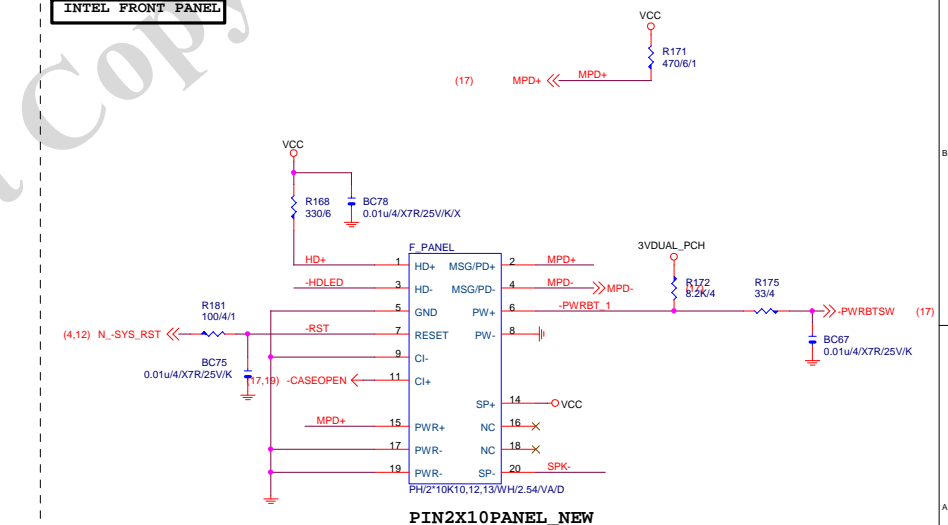 INTEL FRONT PANEL
Copy
VCC
R171
470/6/1
(17) MPD+ MPD+
VCC
R168
330/6
BC78
0.01u/4/X7R/25V/K/X
B
F_PANEL
3VDUAL_PCH
HD+ 1 HD+ MSG/PD+ 2 MPD+
-HDLED 3 HD- MSG/PD- 4 MPD- MPD-
R172
8.2K/4
R175
33/4
R181
100/4/1
5 GND PW+ 6 -PWRBT_1 -PWRBTSW (17)
(4,12) N_-SYS_RST -RST 7 RESET PW- 8
BC67
0.01u/4/X7R/25V/K
BC75
0.01u/4/X7R/25V/K
9 CI-
(17,19) -CASEOPEN 11 CI+
SP+ 14 VCC
MPD+ 15 PWR+ NC 16
17 PWR- NC 18
19 PWR- SP- 20 SPK-
PH/2*10K10,12,13/WH/2.54/VA/D
A
PIN2X10PANEL_NEW